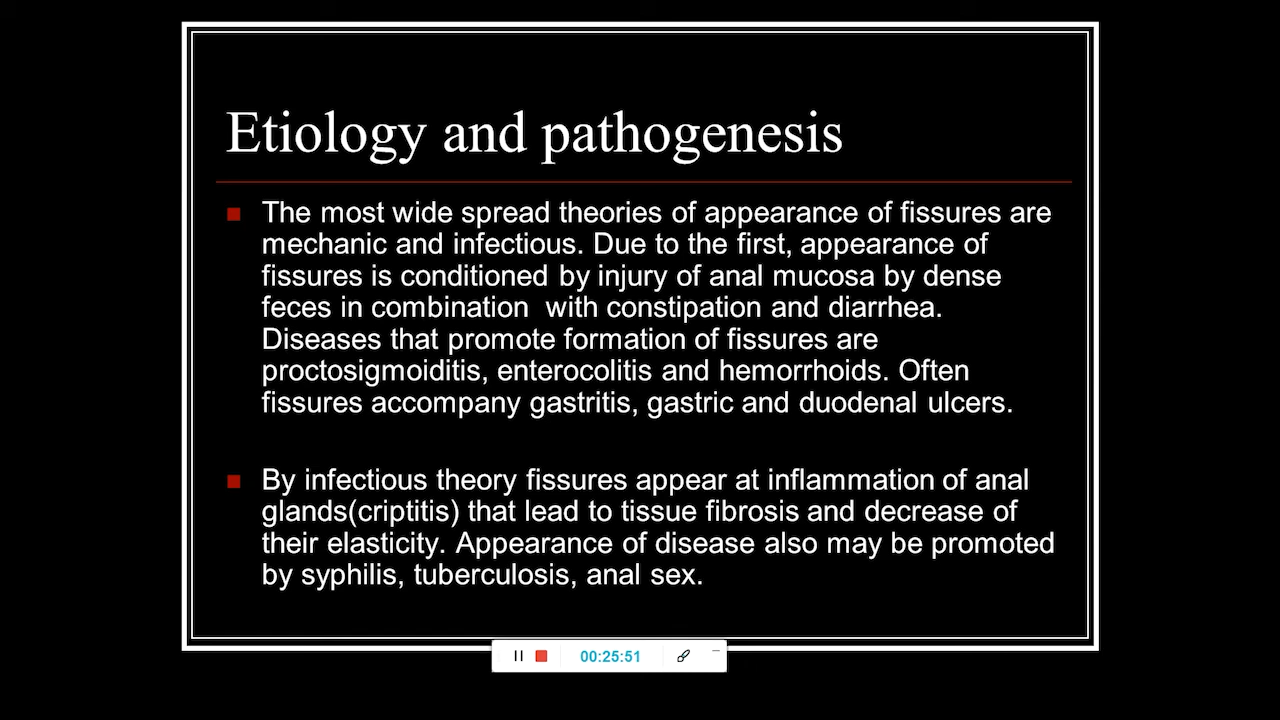 Etiology and pathogenesis
The most wide spread theories of appearance of fissures are
mechanic and infectious. Due to the first, appearance of
fissures is conditioned by injury of anal mucosa by dense
feces in combination  with constipation and diarrhea.
Diseases that promote formation of fissures are
proctosigmoiditis, enterocolitis and hemorrhoids. Often
fissures accompany gastritis, gastric and duodenal ulcers.
By infectious theory fissures appear at inflammation of anal
glands(criptitis) that lead to tissue fibrosis and decrease of
their elasticity. Appearance of disease also may be promoted
by syphilis, tuberculosis, anal sex.
00:25:51